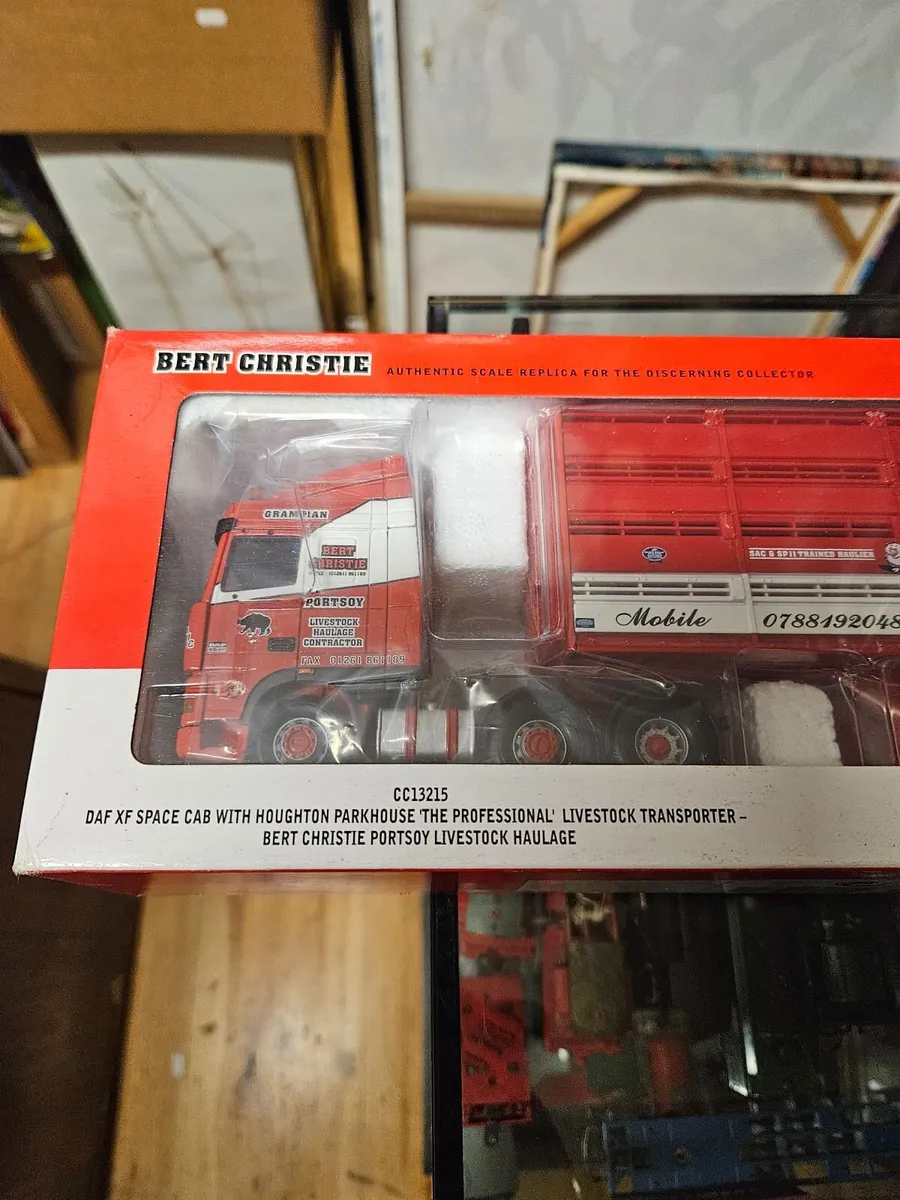 BERT CHRISTIE
AUTHENTIC SCALE REPLICA FOR THE DISCERNING COLLECTOR
GRAMPIAN
BERT
CHRISTIE
PORTSOY
LIVESTOCK
HAULAGE
CONTRACTOR
FAX 01261 861189
SAC & SPII TRAINED HAULIER
Mobile 0788192048
CC13215
DAF XF SPACE CAB WITH HOUGHTON PARKHOUSE 'THE PROFESSIONAL' LIVESTOCK TRANSPORTER –
BERT CHRISTIE PORTSOY LIVESTOCK HAULAGE